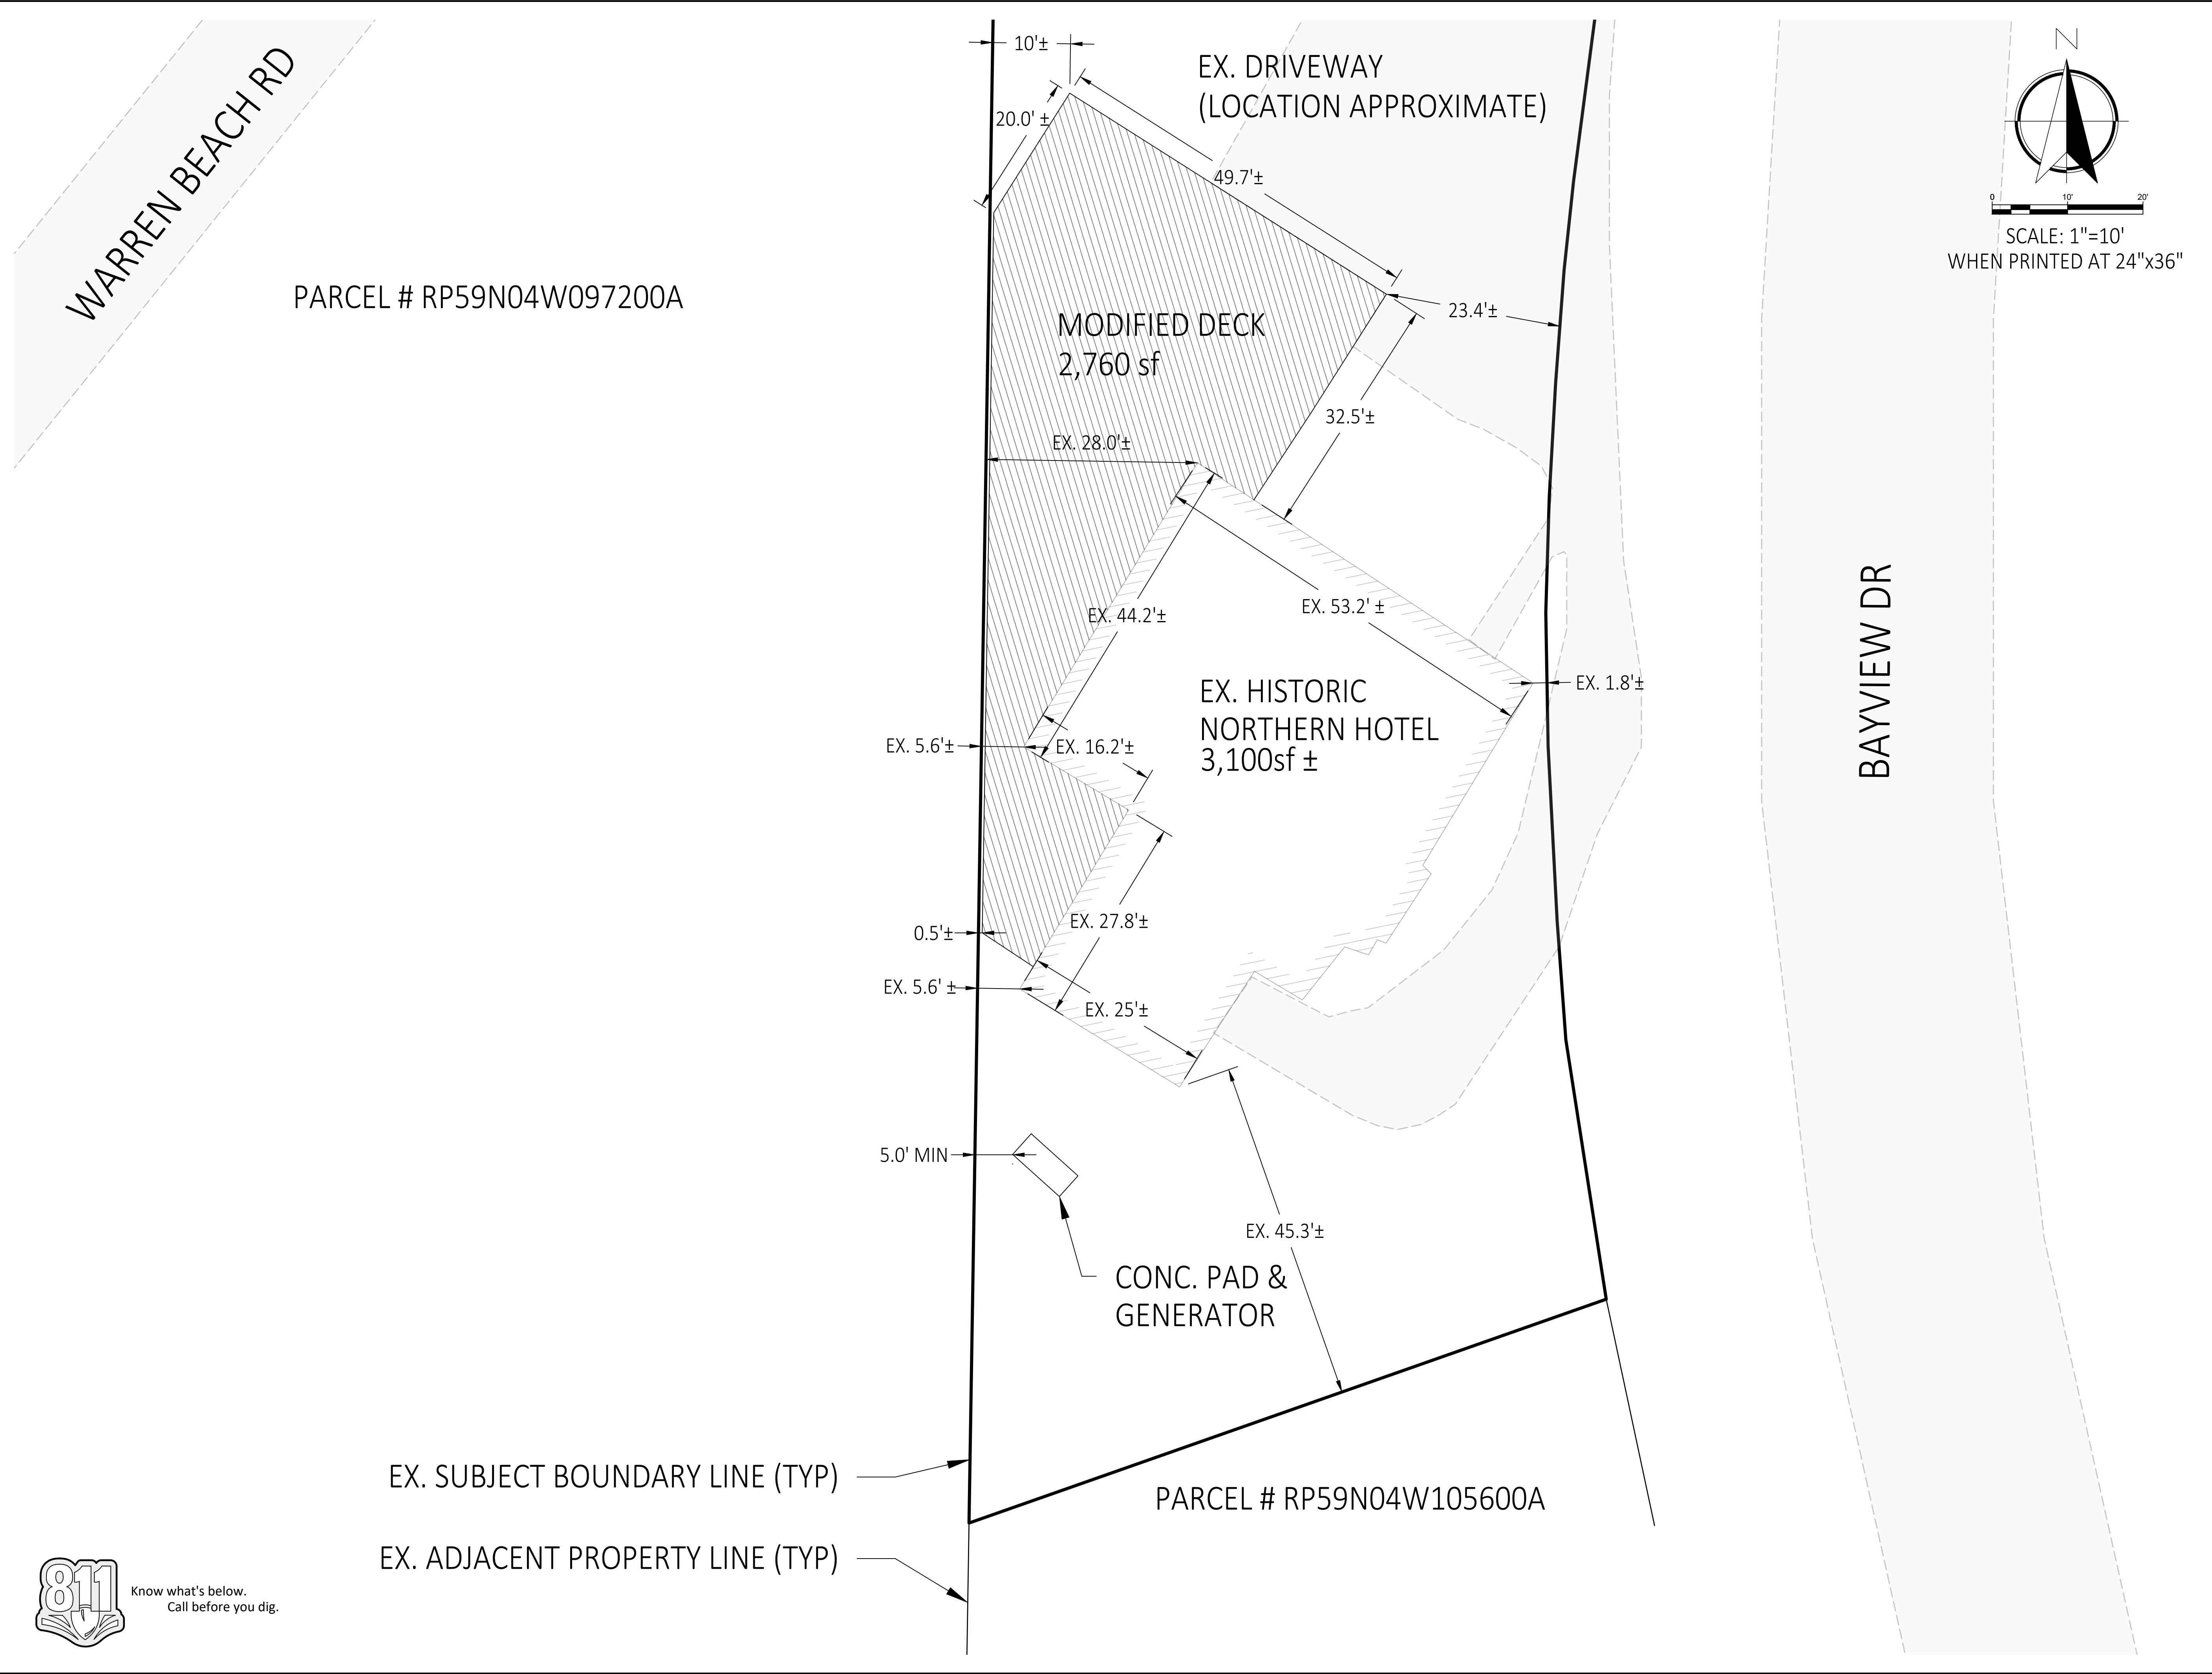 10'±
EX. DRIVEWAY
(LOCATION APPROXIMATE)
N
WARREN BEACH RD
20.0' ±
49.7'±
0 10' 20'
SCALE: 1"=10'
WHEN PRINTED AT 24"x36"
PARCEL # RP59N04W097200A
23.4'±
MODIFIED DECK
2,760 sf
32.5'±
EX. 28.0'±
EX. 44.2'±
EX. 53.2' ±
BAYVIEW DR
EX. HISTORIC
NORTHERN HOTEL
3,100sf ±
EX. 1.8'±
EX. 5.6'±
EX. 16.2'±
0.5'±
EX. 27.8'±
EX. 5.6' ±
EX. 25'±
5.0' MIN
EX. 45.3'±
CONC. PAD &
GENERATOR
EX. SUBJECT BOUNDARY LINE (TYP)
PARCEL # RP59N04W105600A
EX. ADJACENT PROPERTY LINE (TYP)
811
Know what's below.
Call before you dig.